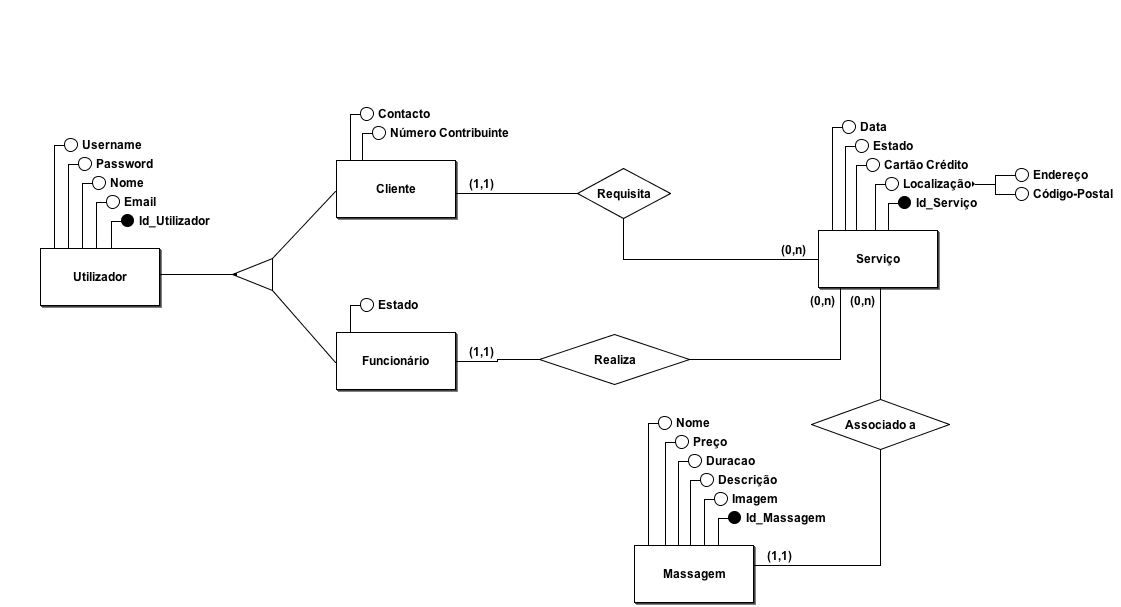 Username
Password
Nome
Email
Id_Utilizador
Utilizador
Contacto
Número Contribuinte
Cliente
(1,1)
Requisita
Data
Estado
Cartão Crédito
Localização
Endereço
Código-Postal
Id_Serviço
(0,n)
Serviço
Estado
Funcionário
(1,1)
Realiza
(0,n)
(0,n)
Associado a
Nome
Preço
Duracao
Descrição
Imagem
Id_Massagem
Massagem
(1,1)